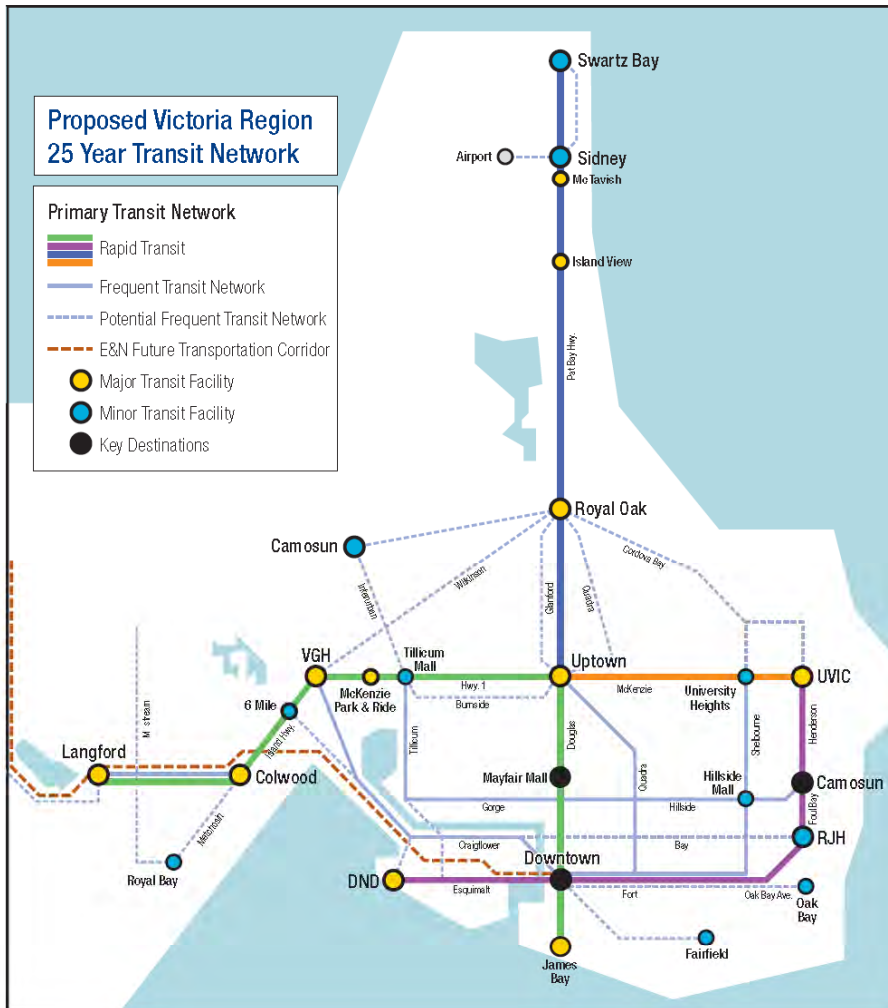 Proposed Victoria Region
25 Year Transit Network
Primary Transit Network
Rapid Transit
Frequent Transit Network
Potential Frequent Transit Network
E&N Future Transportation Corridor
Major Transit Facility
Minor Transit Facility
Key Destinations
Swartz Bay
Airport
Sidney
McTavish
Island View
Pat Bay Hwy.
Royal Oak
Camosun
Cordova Bay
Wilkinson
Interurban
Glanford
Quadra
VGH
Tillicum
Mall
Uptown
McKenzie
Park & Ride
Hwy. 1
Burnside
McKenzie
University
Heights
UVIC
6 Mile
Island Hwy.
Langford
Colwood
Tillicum
Douglas
Quadra
Shelbourne
Henderson
Mayfair Mall
Hillside
Mall
Camosun
Gorge
Hillside
Foul Bay
Metchosin
Royal Bay
Craigflower
Downtown
Bay
RJH
DND
Esquimalt
Fort
Oak Bay Ave.
Oak
Bay
Fairfield
James
Bay